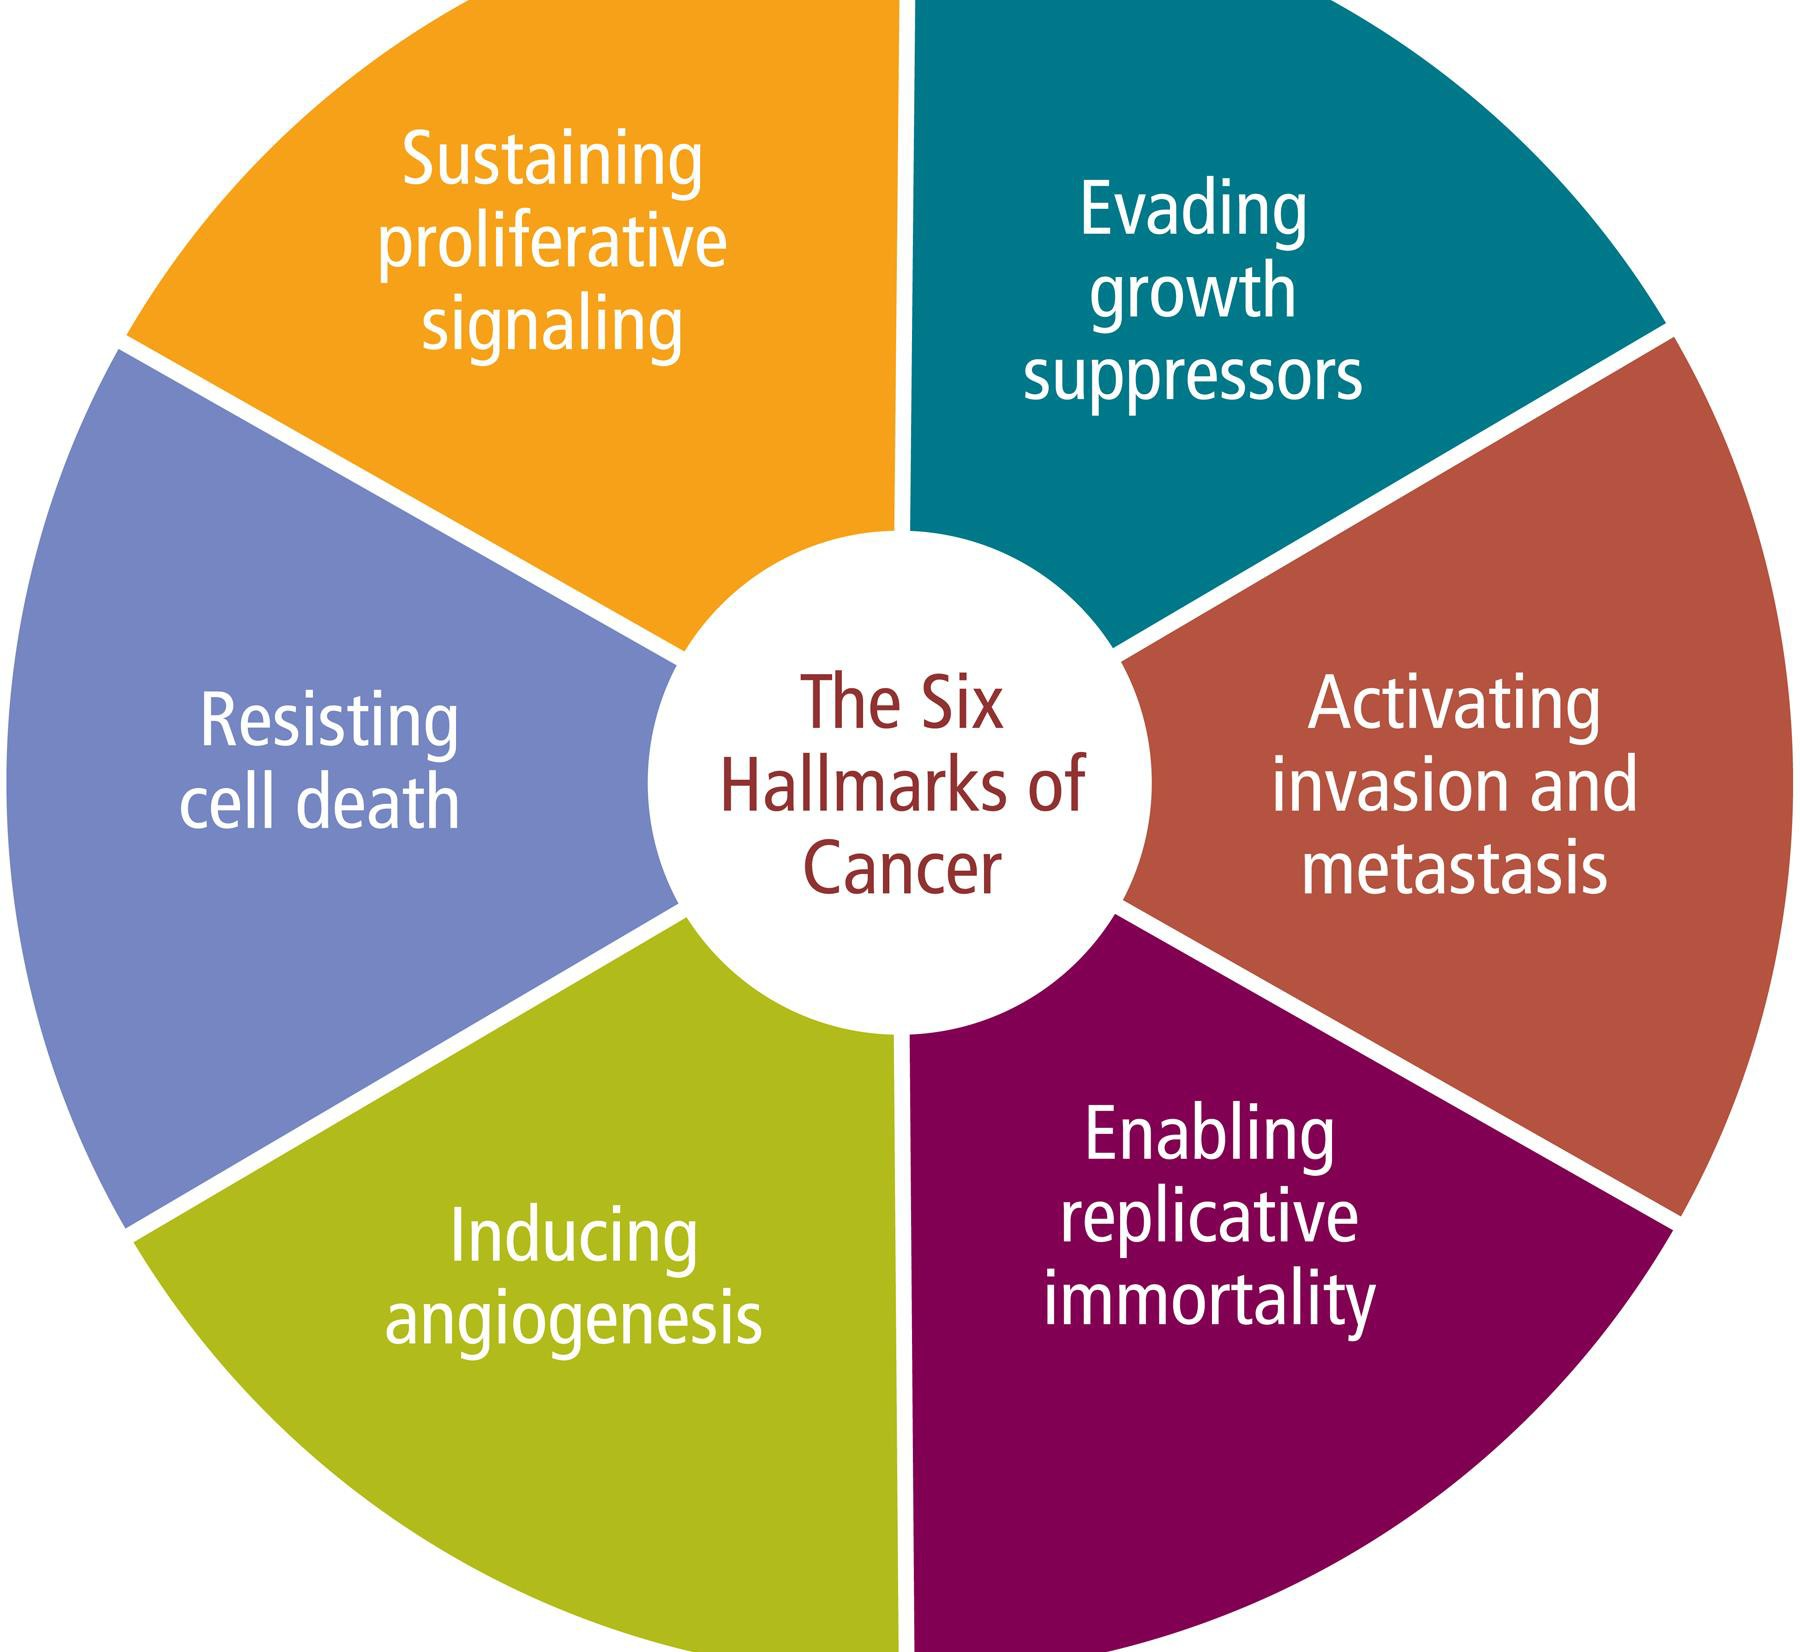 Sustaining
proliferative
signaling
Evading
growth
suppressors
Resisting
cell death
The Six
Hallmarks of
Cancer
Activating
invasion and
metastasis
Inducing
angiogenesis
Enabling
replicative
immortality